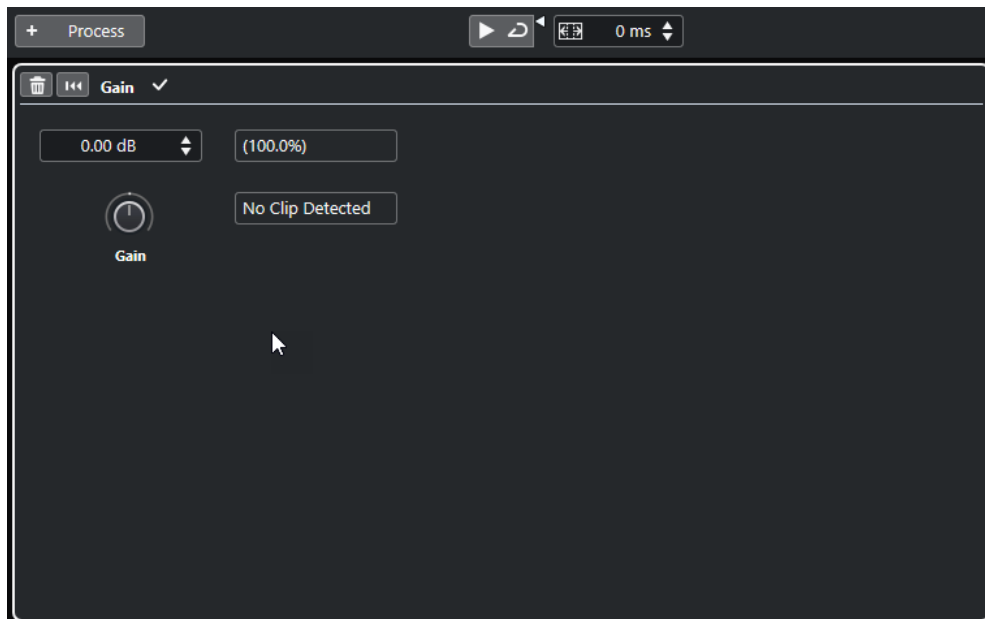 + Process
0 ms
Gain
0.00 dB
(100.0%)
No Clip Detected
Gain